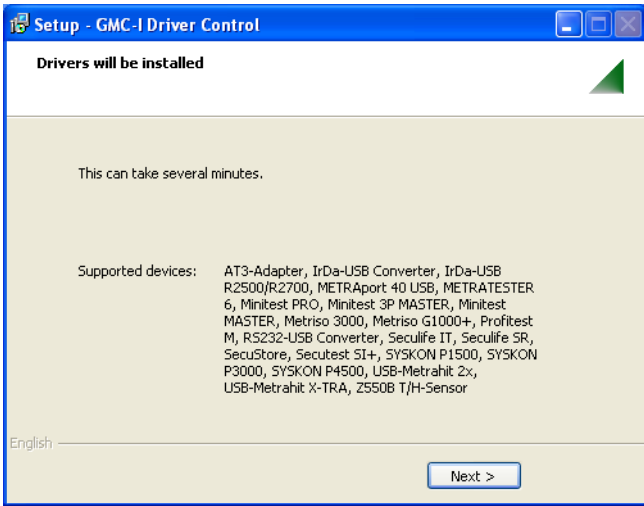 Setup - GMC-I Driver Control
Drivers will be installed
This can take several minutes.
Supported devices: AT3-Adapter, IrDa-USB Converter, IrDa-USB
R2500/R2700, METRAport 40 USB, METRATESTER
6, Minitest PRO, Minitest 3P MASTER, Minitest
MASTER, Metriso 3000, Metriso G1000+, Profitest
M, RS232-USB Converter, Seculife IT, Seculife SR,
SecuStore, Secutest SI+, SYSKON P1500, SYSKON
P3000, SYSKON P4500, USB-Metrahit 2x,
USB-Metrahit X-TRA, Z550B T/H-Sensor
English
Next >